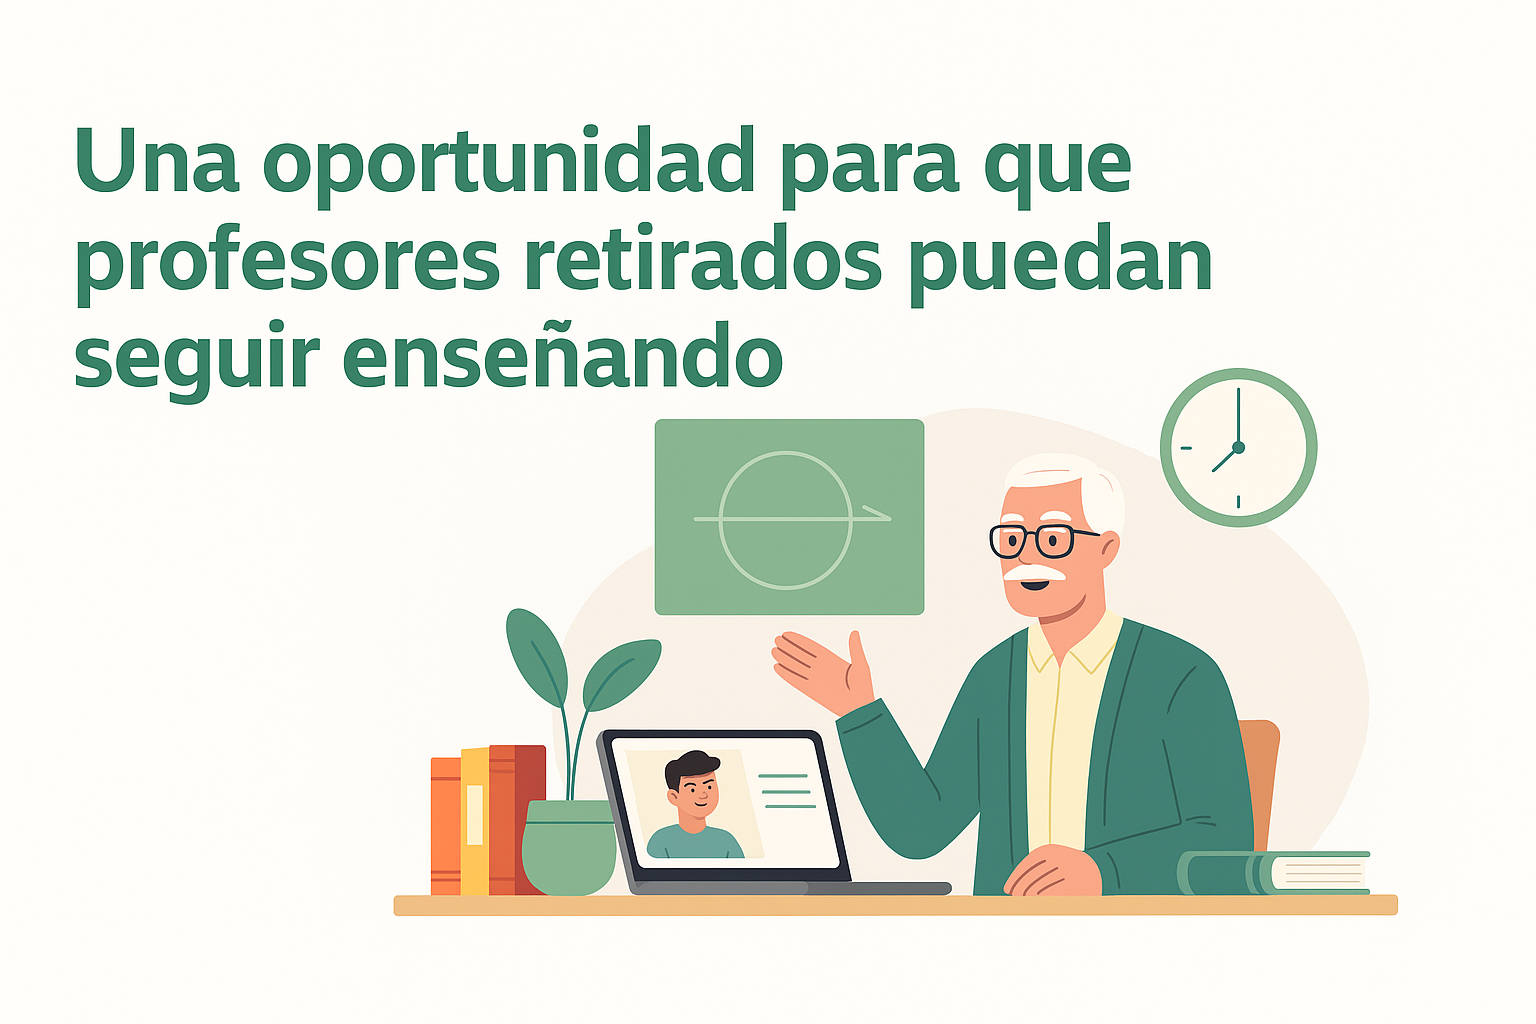 Una oportunidad para que
profesores retirados puedan
seguir enseñando